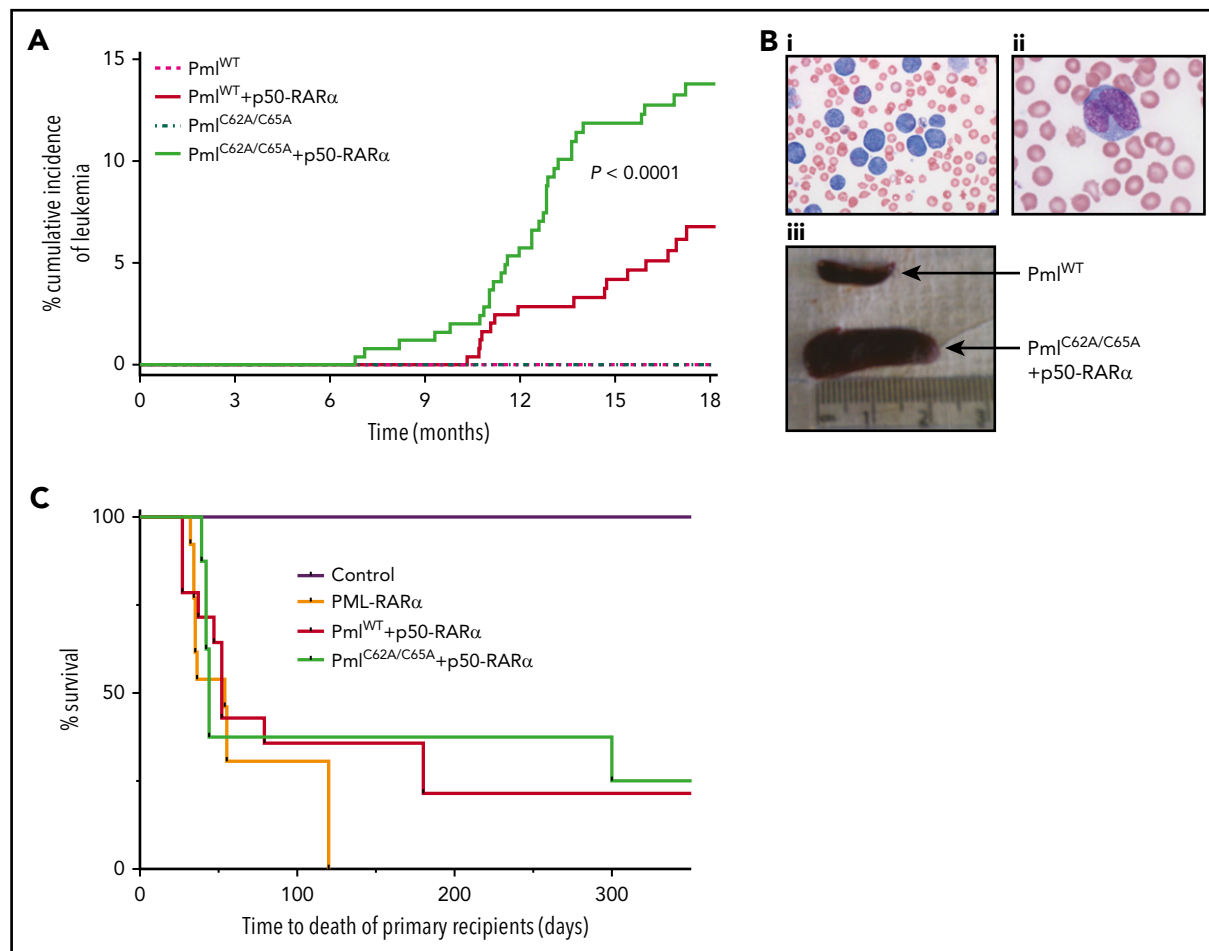 A
15
10
5
0
% cumulative incidence
of leukemia
0 3 6 9 12 15 18
Time (months)
Pml^WT
Pml^WT+p50-RARα
Pml^C62A/C65A
Pml^C62A/C65A+p50-RARα
P < 0.0001
B
i
ii
iii
Pml^WT
Pml^C62A/C65A
+p50-RARα
1 2 3
C
100
50
0
% survival
0 100 200 300
Time to death of primary recipients (days)
Control
PML-RARα
Pml^WT+p50-RARα
Pml^C62A/C65A+p50-RARα